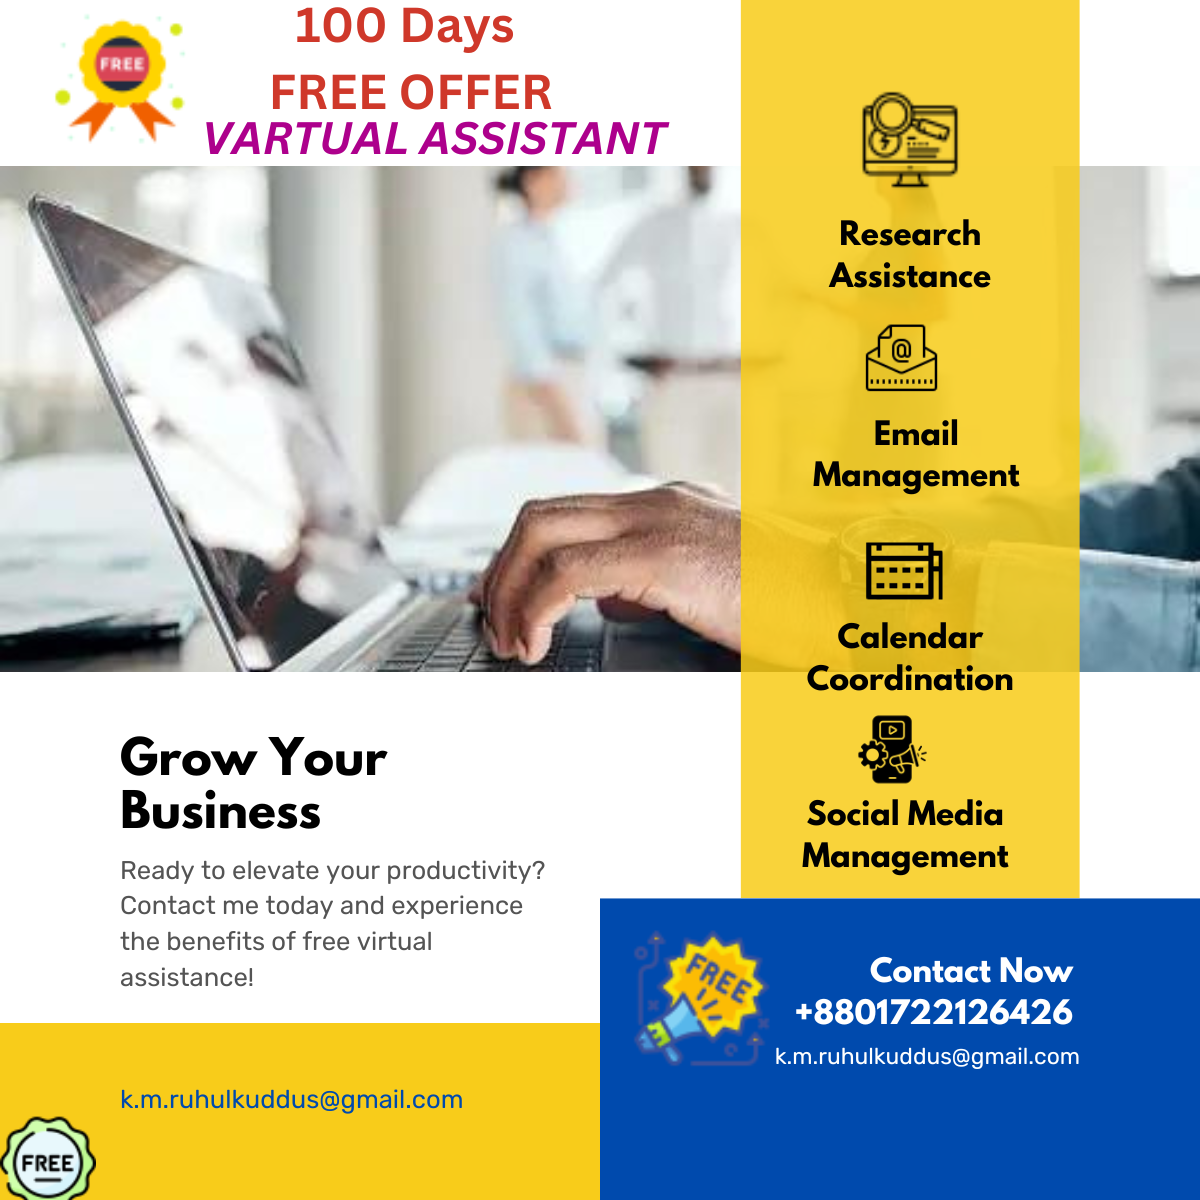 FREE
100 Days
FREE OFFER
VARTUAL ASSISTANT
Research
Assistance
@
Email
Management
Calendar
Coordination
Social Media
Management
Grow Your
Business
Ready to elevate your productivity?
Contact me today and experience
the benefits of free virtual
assistance!
FREE
Contact Now
+8801722126426
k.m.ruhulkuddus@gmail.com
k.m.ruhulkuddus@gmail.com
FREE